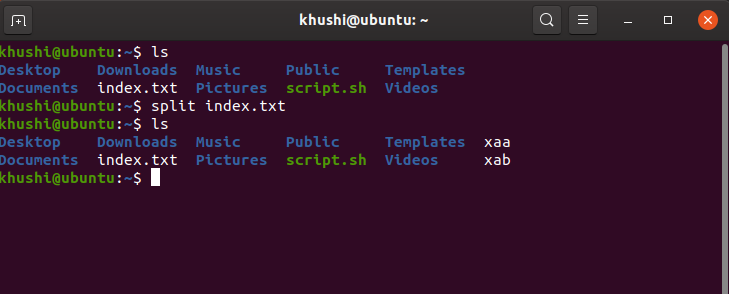 khushi@ubuntu: ~
khushi@ubuntu:~$ ls
Desktop    Downloads  Music     Public     Templates
Documents  index.txt  Pictures  script.sh  Videos
khushi@ubuntu:~$ split index.txt
khushi@ubuntu:~$ ls
Desktop    Downloads  Music     Public     Templates  xaa
Documents  index.txt  Pictures  script.sh  Videos     xab
khushi@ubuntu:~$